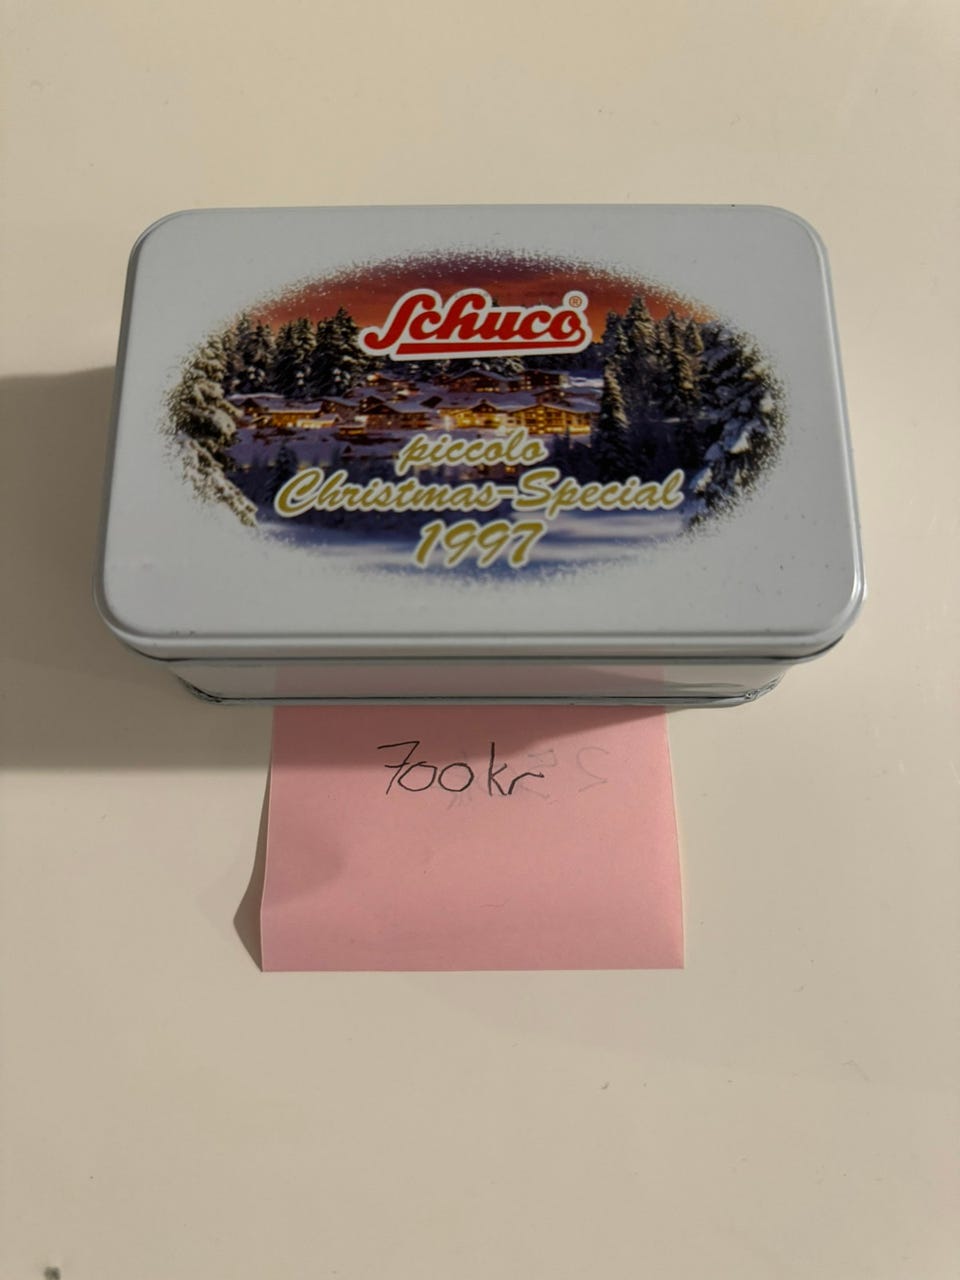 Schuco®
piccolo
Christmas-Special
1997
700kr